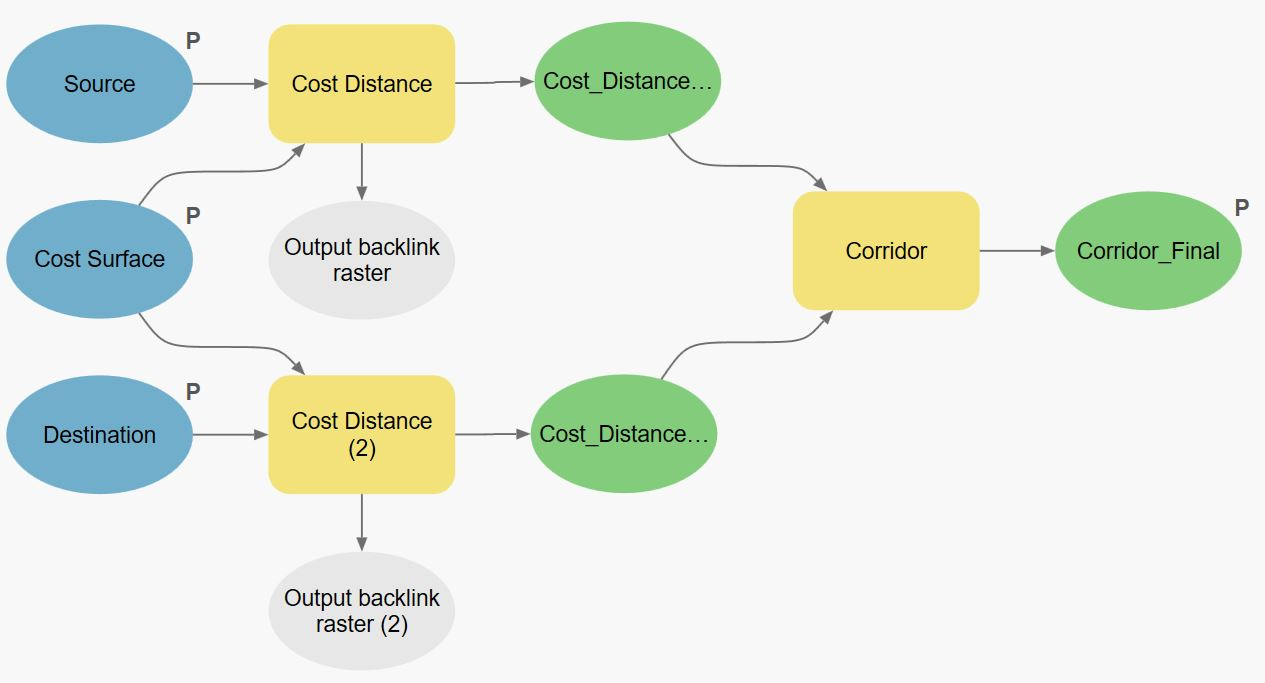 P
Source
Cost Distance
Cost_Distance...
P
Cost Surface
Output backlink
raster
Corridor
P
Corridor_Final
P
Destination
Cost Distance
(2)
Cost_Distance...
Output backlink
raster (2)